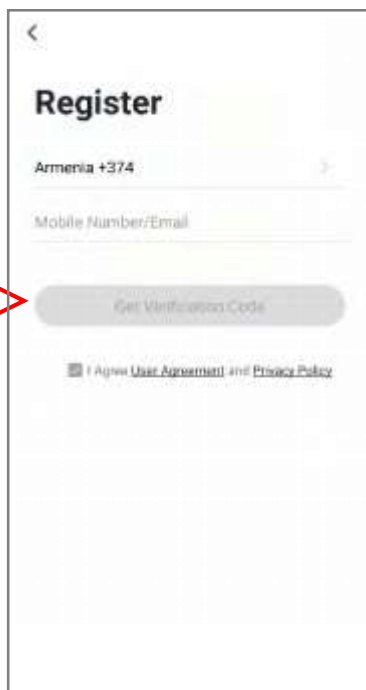 Register
Armenia +374
Mobile Number/Email
Get Verification Code
I Agree User Agreement and Privacy Policy